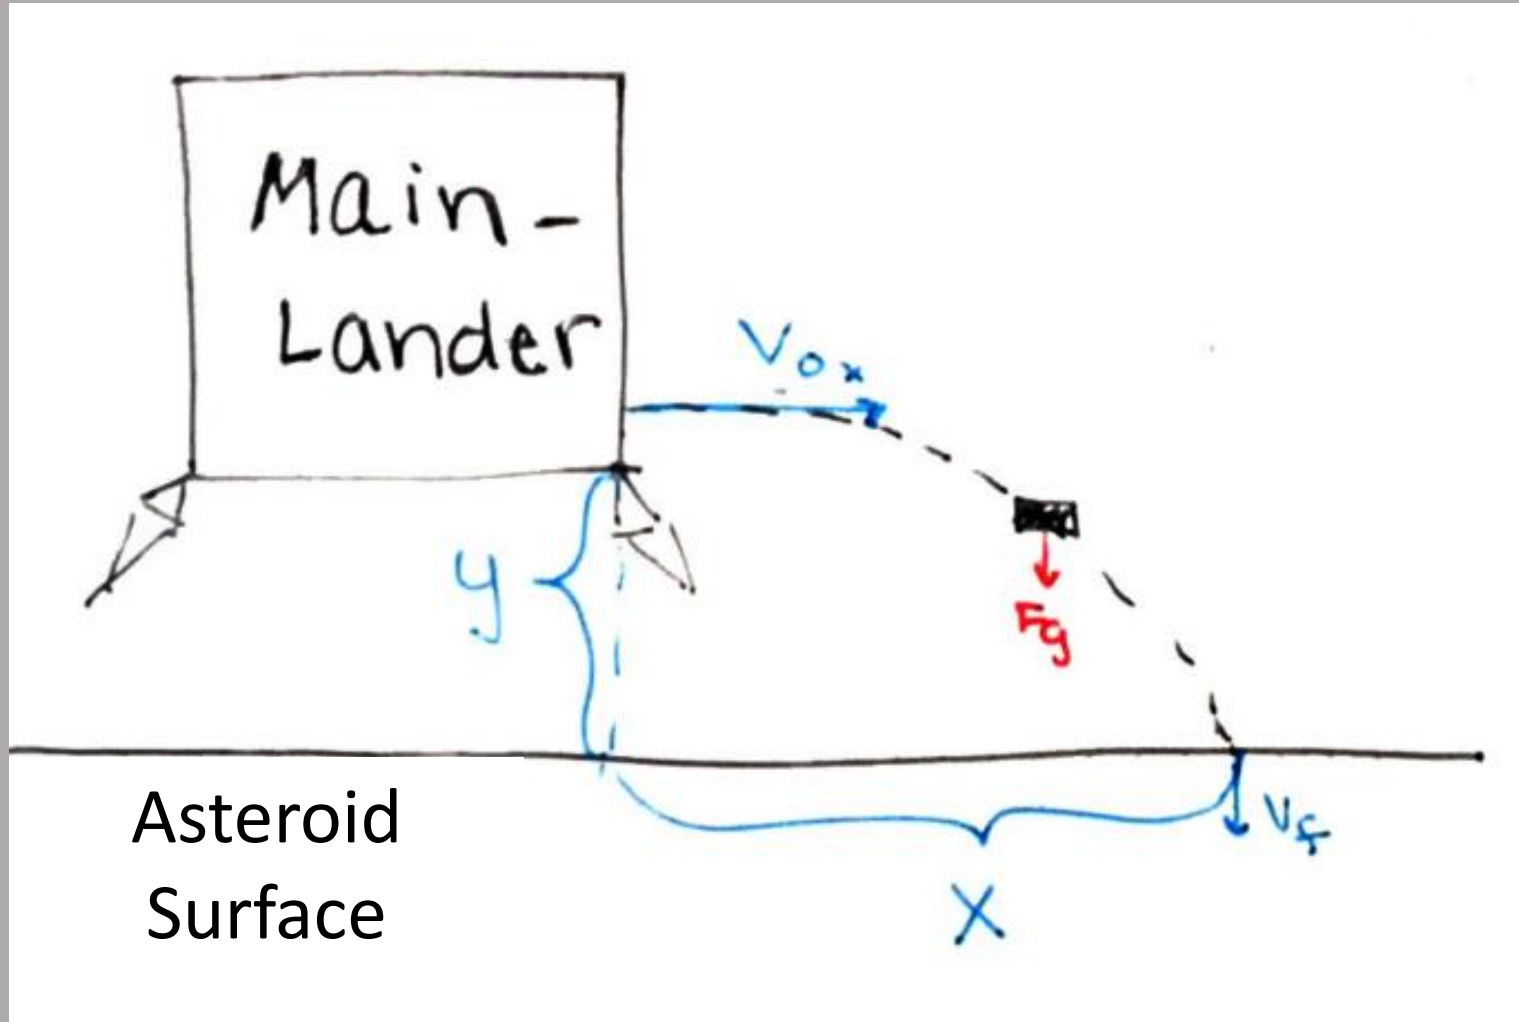 Main-
Lander
Vox
y
Fg
Vf
X
Asteroid
Surface